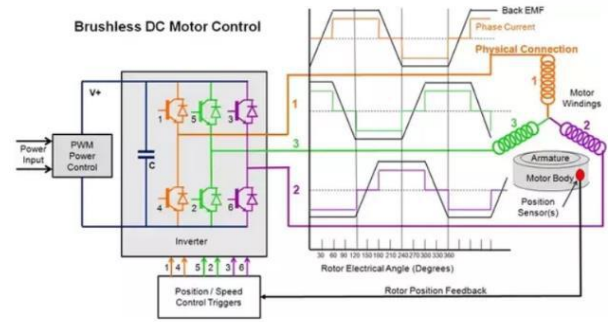 Brushless DC Motor Control
Back EMF
Phase Current
Physical Connection
V+
1
5
3
1
1
Motor
Windings
2
3
3
Power
Input
PWM
Power
Control
C
Armature
Motor Body
2
4
2
6
Position
Sensor(s)
Inverter
30 60 90 120 150 180 210 240 270 300 330 360
Rotor Electrical Angle (Degrees)
1 4 5 2 3 6
Position / Speed
Control Triggers
Rotor Position Feedback